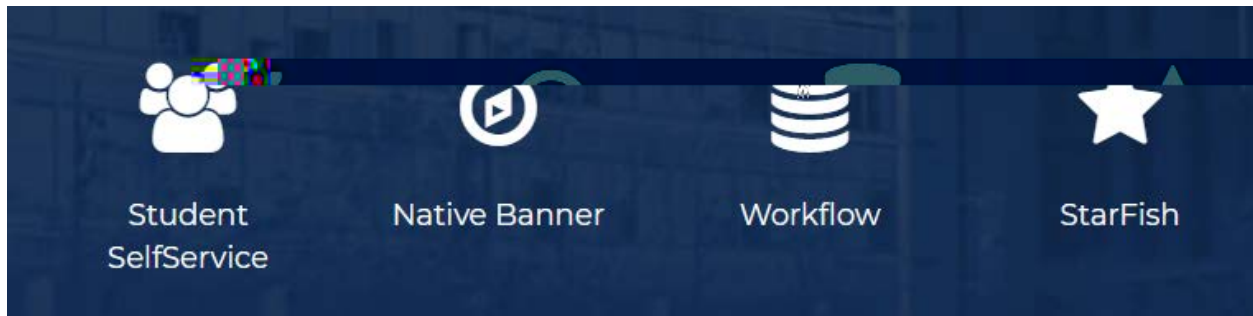 Student
SelfService
Native Banner
Workflow
StarFish